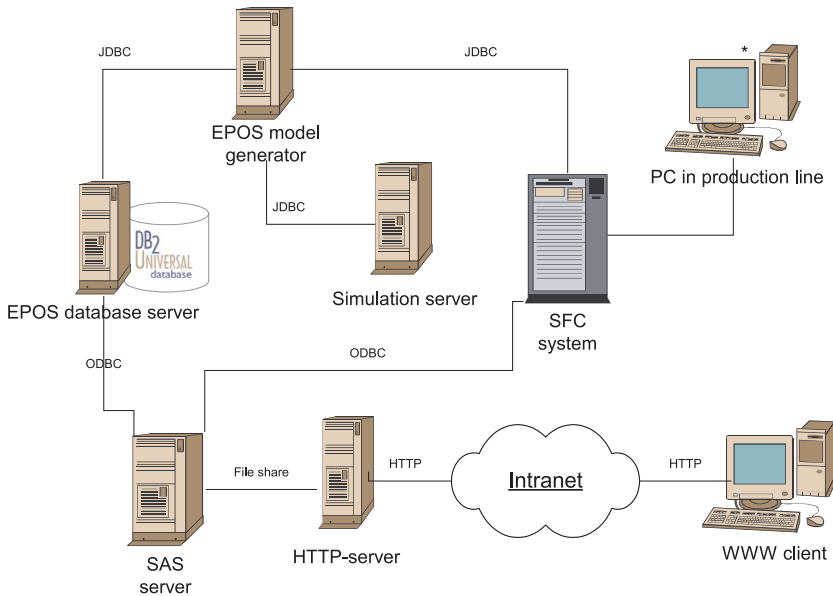 JDBC
JDBC
*
EPOS model
generator
PC in production line
JDBC
DB2
UNIVERSAL
database
EPOS database server
Simulation server
SFC
system
ODBC
ODBC
File share
HTTP
Intranet
HTTP
SAS
server
HTTP-server
WWW client